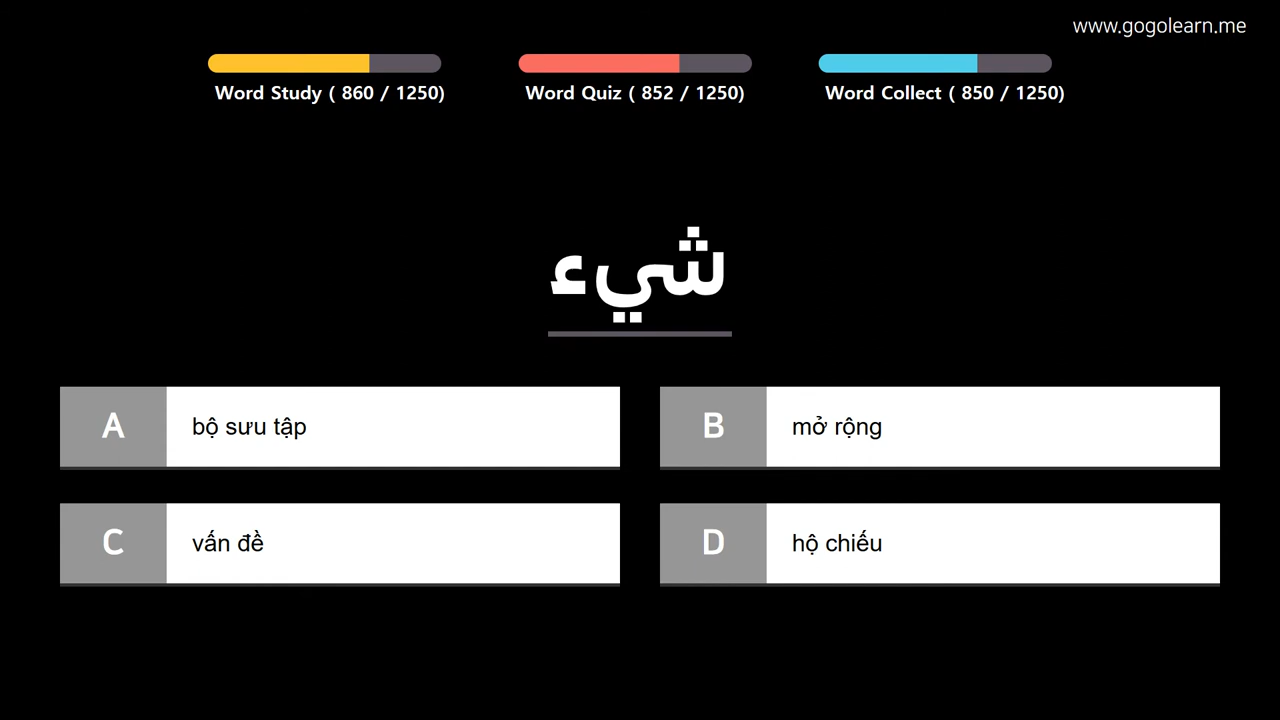 www.gogolearn.me
Word Study ( 860 / 1250)
Word Quiz ( 852 / 1250)
Word Collect ( 850 / 1250)
شيء
A bộ sưu tập
B mở rộng
C vấn đề
D hộ chiếu